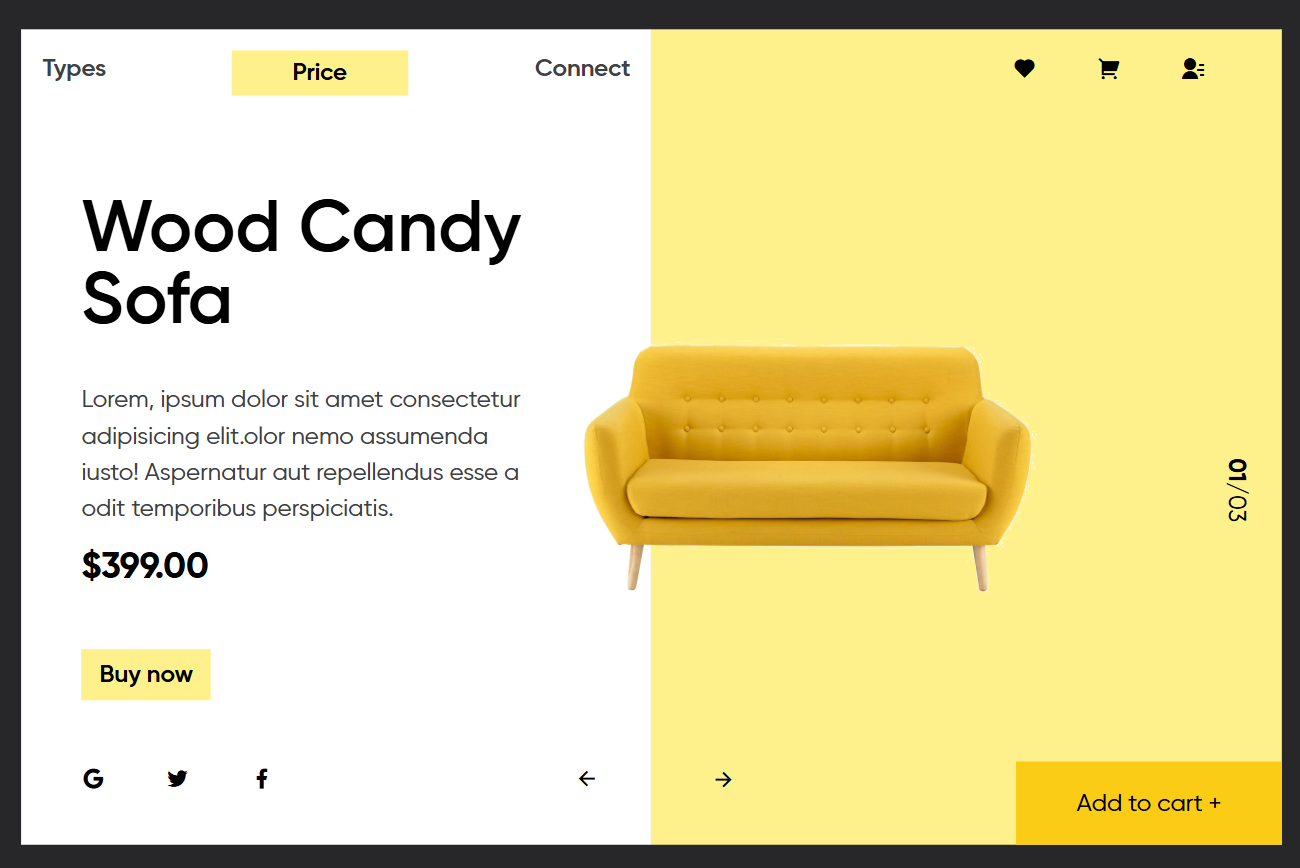 Types
Price
Connect
Wood Candy
Sofa
Lorem, ipsum dolor sit amet consectetur
adipisicing elit.olor nemo assumenda
iusto! Aspernatur aut repellendus esse a
odit temporibus perspiciatis.
$399.00
Buy now
01/03
Add to cart +